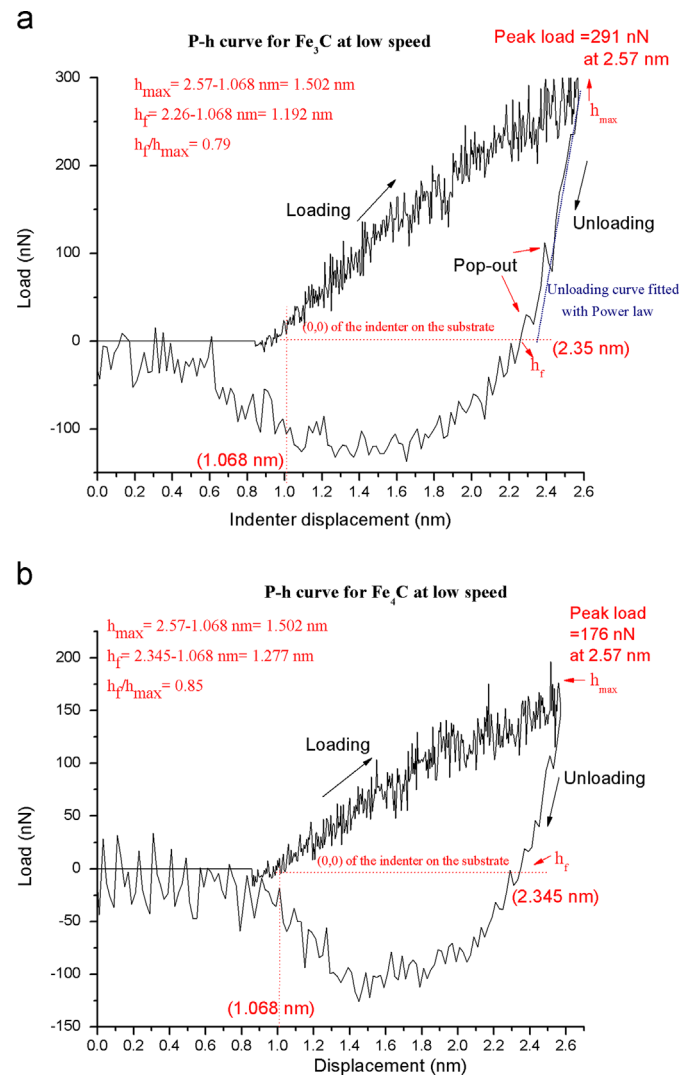 a
P-h curve for Fe3C at low speed
Peak load =291 nN
at 2.57 nm
hmax= 2.57-1.068 nm= 1.502 nm
hf= 2.26-1.068 nm= 1.192 nm
hf/hmax= 0.79
hmax
Loading
Unloading
Pop-out
Unloading curve fitted
with Power law
(0,0) of the indenter on the substrate
(2.35 nm)
hf
(1.068 nm)
Load (nN)
300
200
100
0
-100
0.0 0.2 0.4 0.6 0.8 1.0 1.2 1.4 1.6 1.8 2.0 2.2 2.4 2.6
Indenter displacement (nm)
b
P-h curve for Fe4C at low speed
hmax= 2.57-1.068 nm= 1.502 nm
hf= 2.345-1.068 nm= 1.277 nm
hf/hmax= 0.85
Peak load
=176 nN
at 2.57 nm
hmax
Loading
Unloading
(0,0) of the indenter on the substrate
hf
(2.345 nm)
(1.068 nm)
Load (nN)
200
150
100
50
0
-50
-100
-150
0.0 0.2 0.4 0.6 0.8 1.0 1.2 1.4 1.6 1.8 2.0 2.2 2.4 2.6
Displacement (nm)